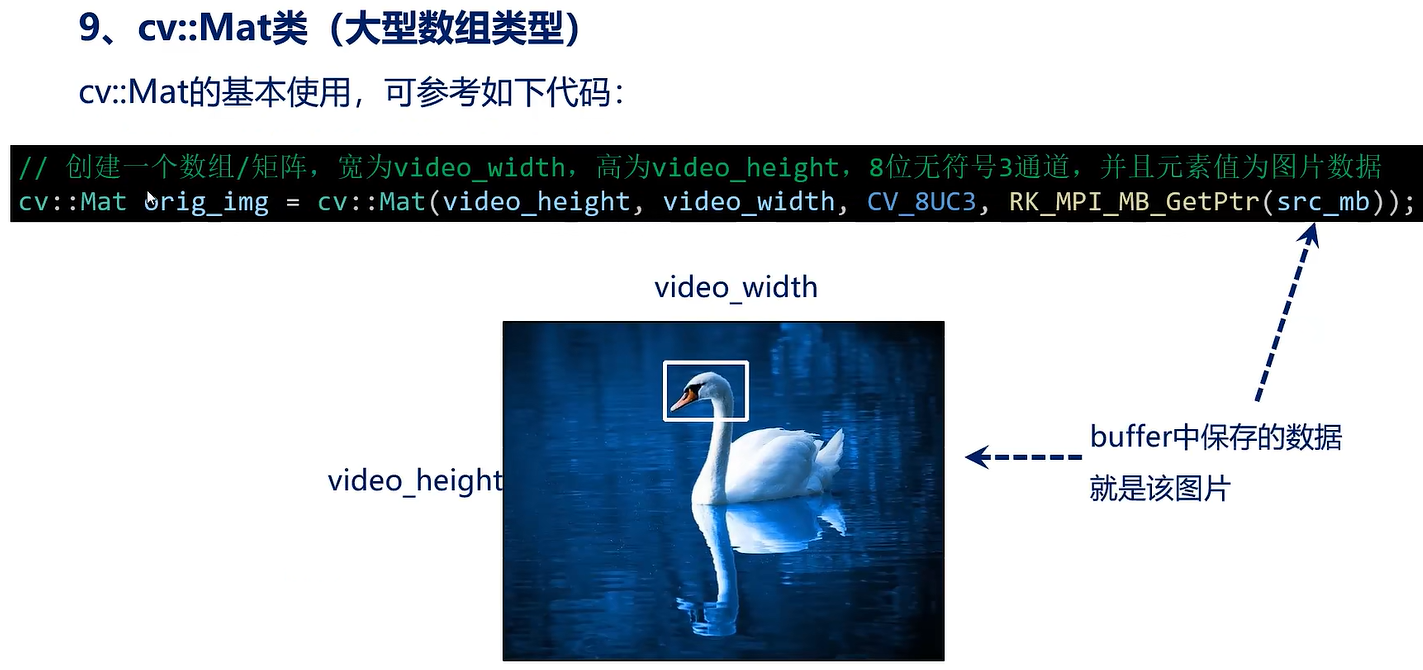 9、cv::Mat类（大型数组类型）
cv::Mat的基本使用，可参考如下代码：
// 创建一个数组/矩阵，宽为video_width，高为video_height，8位无符号3通道，并且元素值为图片数据
cv::Mat orig_img = cv::Mat(video_height, video_width, CV_8UC3, RK_MPI_MB_GetPtr(src_mb));
video_width
video_height
buffer中保存的数据
就是该图片